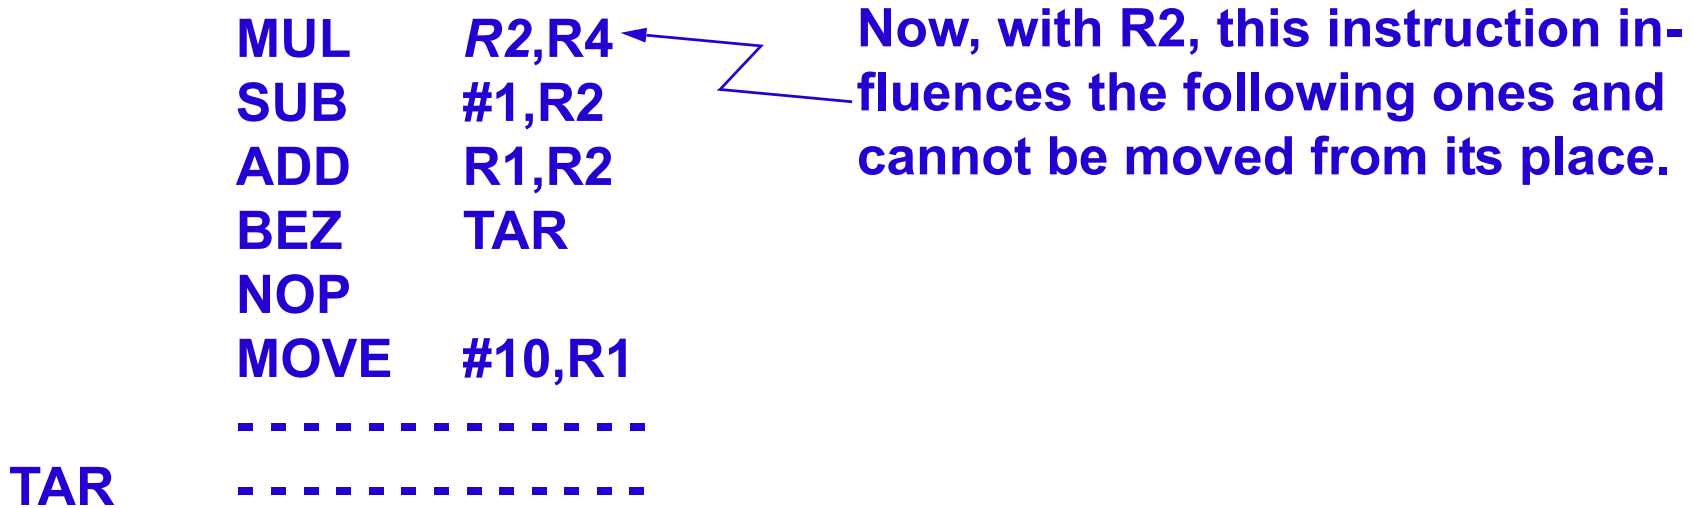 MUL R2,R4
SUB #1,R2
ADD R1,R2
BEZ TAR
NOP
MOVE #10,R1
- - - - - - - - - - - - -
TAR - - - - - - - - - - - - -
Now, with R2, this instruction in-
fluences the following ones and
cannot be moved from its place.